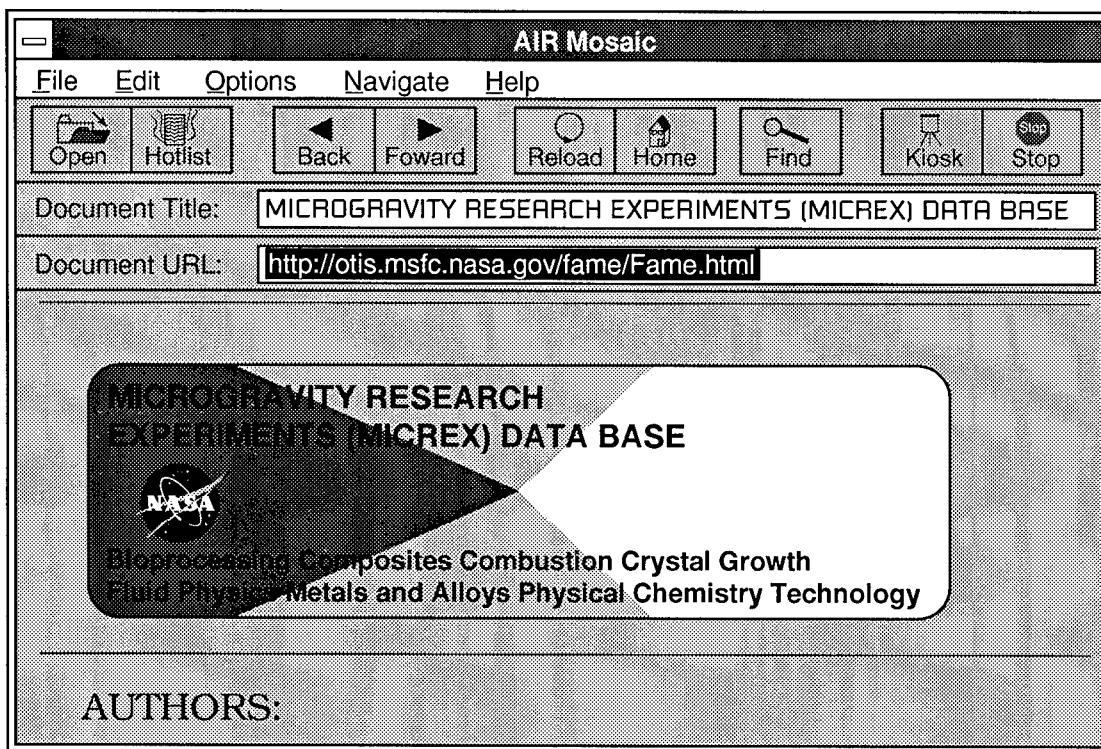 AIR Mosaic
File Edit Options Navigate Help
Open Hotlist Back Foward Reload Home Find Kiosk Stop Stop
Document Title: MICROGRAVITY RESEARCH EXPERIMENTS (MICREX) DATA BASE
Document URL: http://otis.msfc.nasa.gov/fame/Fame.html
MICROGRAVITY RESEARCH
EXPERIMENTS (MICREX) DATA BASE
NASA
Bioprocessing Composites Combustion Crystal Growth
Fluid Physics Metals and Alloys Physical Chemistry Technology
AUTHORS: